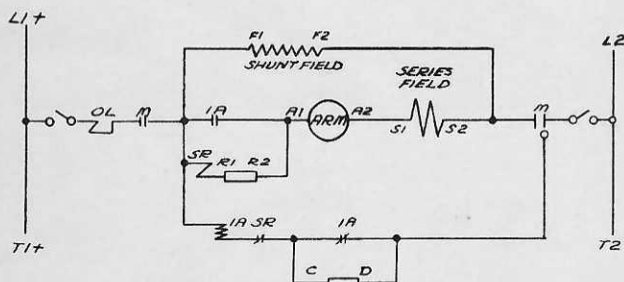 L1+
F1 F2
SHUNT FIELD
SERIES
FIELD
L2
OL M 1A A1 ARM A2 S1 S2 M
SR R1 R2
1A SR 1A
T1+ T2
C D